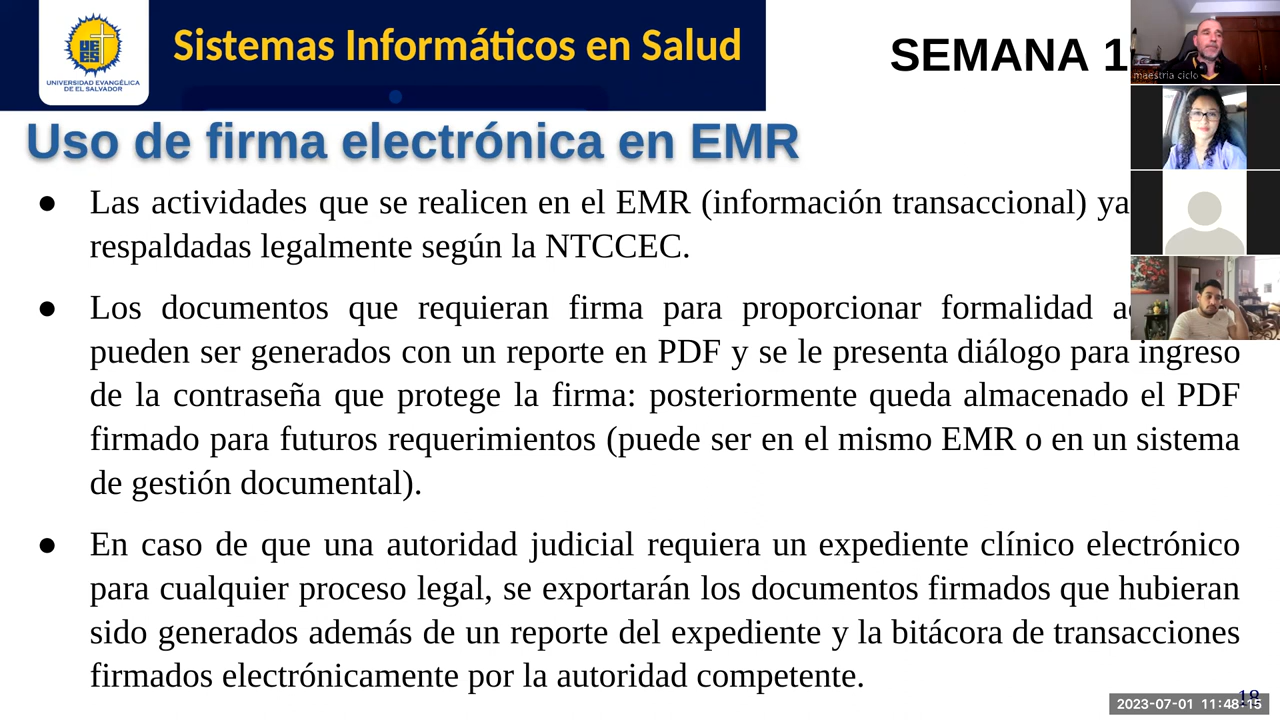 Sistemas Informáticos en Salud
SEMANA 1
UNIVERSIDAD EVANGÉLICA
DE EL SALVADOR
maestria ciclo
Uso de firma electrónica en EMR
● Las actividades que se realicen en el EMR (información transaccional) ya
respaldadas legalmente según la NTCCEC.
● Los documentos que requieran firma para proporcionar formalidad
pueden ser generados con un reporte en PDF y se le presenta diálogo para ingreso
de la contraseña que protege la firma: posteriormente queda almacenado el PDF
firmado para futuros requerimientos (puede ser en el mismo EMR o en un sistema
de gestión documental).
● En caso de que una autoridad judicial requiera un expediente clínico electrónico
para cualquier proceso legal, se exportarán los documentos firmados que hubieran
sido generados además de un reporte del expediente y la bitácora de transacciones
firmados electrónicamente por la autoridad competente.
2023-07-01 11:48:15